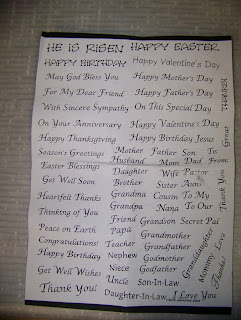 HE IS RISEN HAPPY EASTER
HAPPY BIRTHDAY Happy Valentine's Day
May God Bless You Happy Mother's Day
For My Dear Friend Happy Father's Day
With Sincere Sympathy On This Special Day
On Your Anniversary Happy Valentine's Day
Happy Thanksgiving Happy Birthday Jesus
Season's Greetings Mother Father Son To
Easter Blessings Husband Mom Dad From:
Get Well Soon Daughter Wife Pastor
Brother Sister Aunt
Heartfelt Thanks Grandma Cousin To My
Thinking of You Grandpa Nana To Our
Peace on Earth Friend Grandson Secret Pal
Congratulations! Papa Grandmother
Happy Birthday Teacher Grandfather
Get Well Wishes Nephew Godmother
Thank You! Niece Godfather
Uncle Son-In-Law
Daughter-In-Law I Love You
Great
Thank You
Granddaughter
Mommy Love
Thanks!